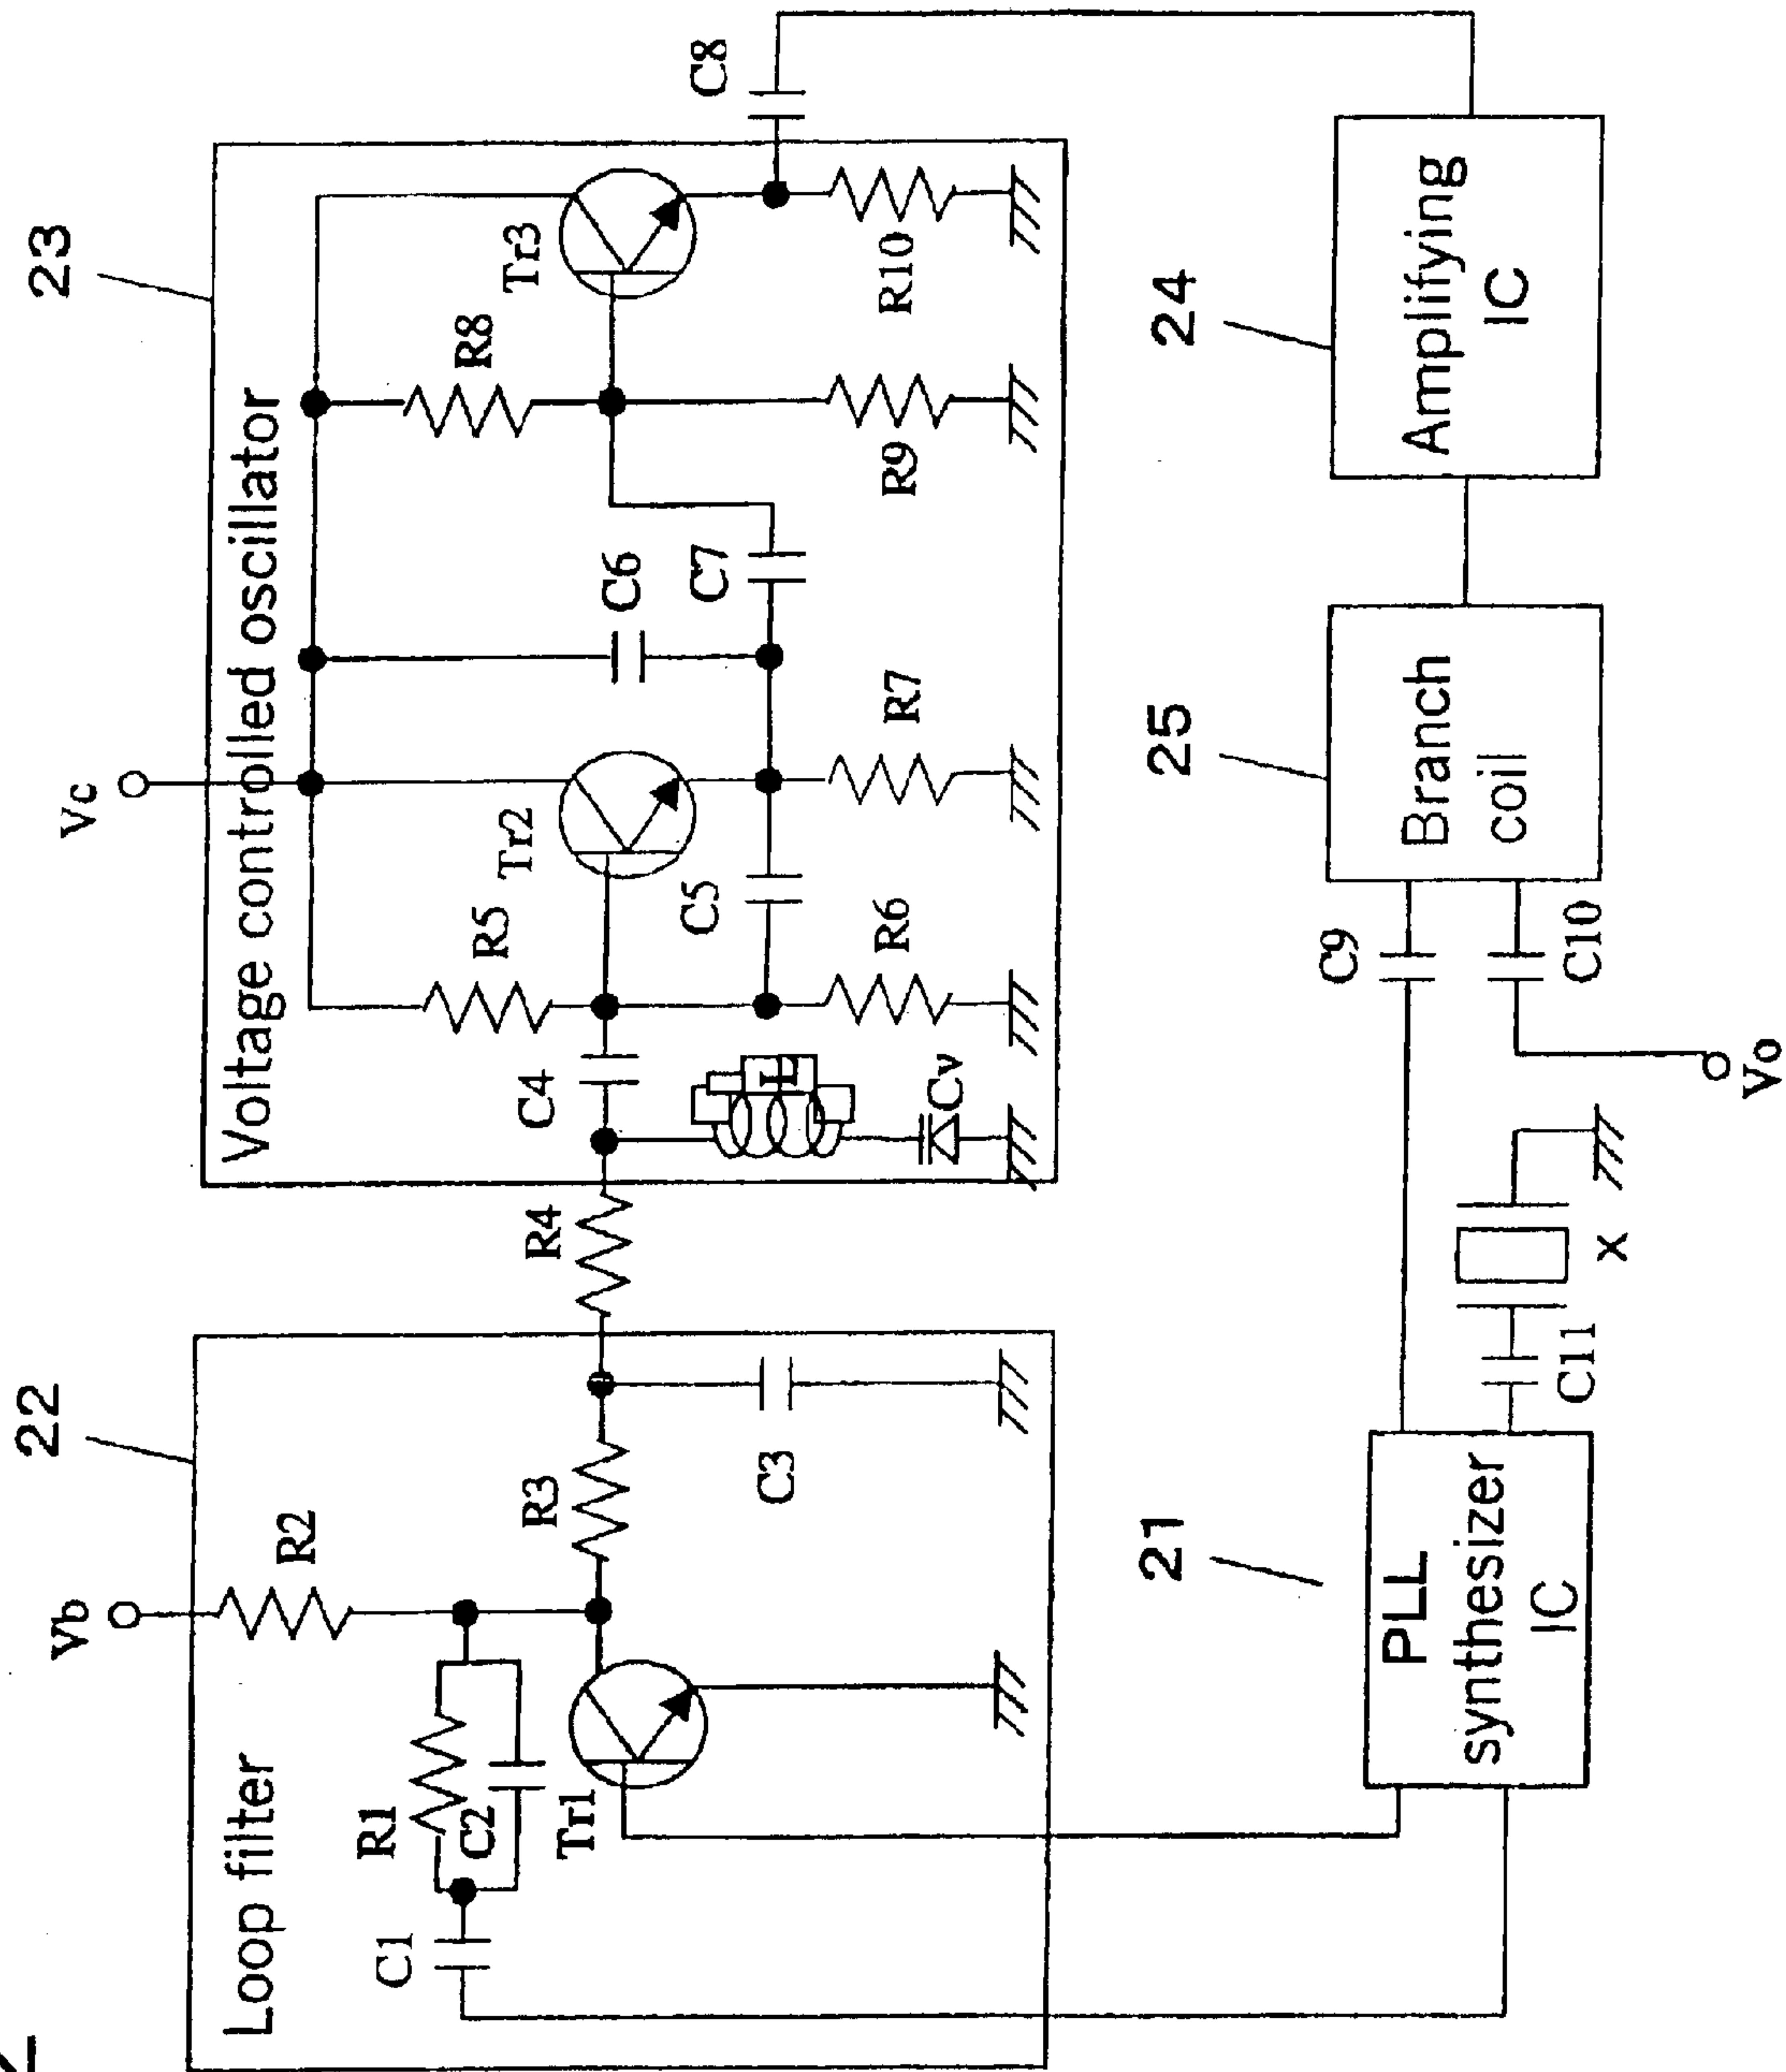 22
23
Vb
Vc
Loop filter
Voltage controlled oscillator
R2
R1
C1
C2
Tr1
R3
C3
R4
C4
L
Cv
R5
R6
C5
Tr2
R7
C6
C7
R8
R9
Tr3
R10
C8
21
PLL
synthesizer
IC
C11
X
C9
C10
Vo
25
Branch
coil
24
Amplifying
IC